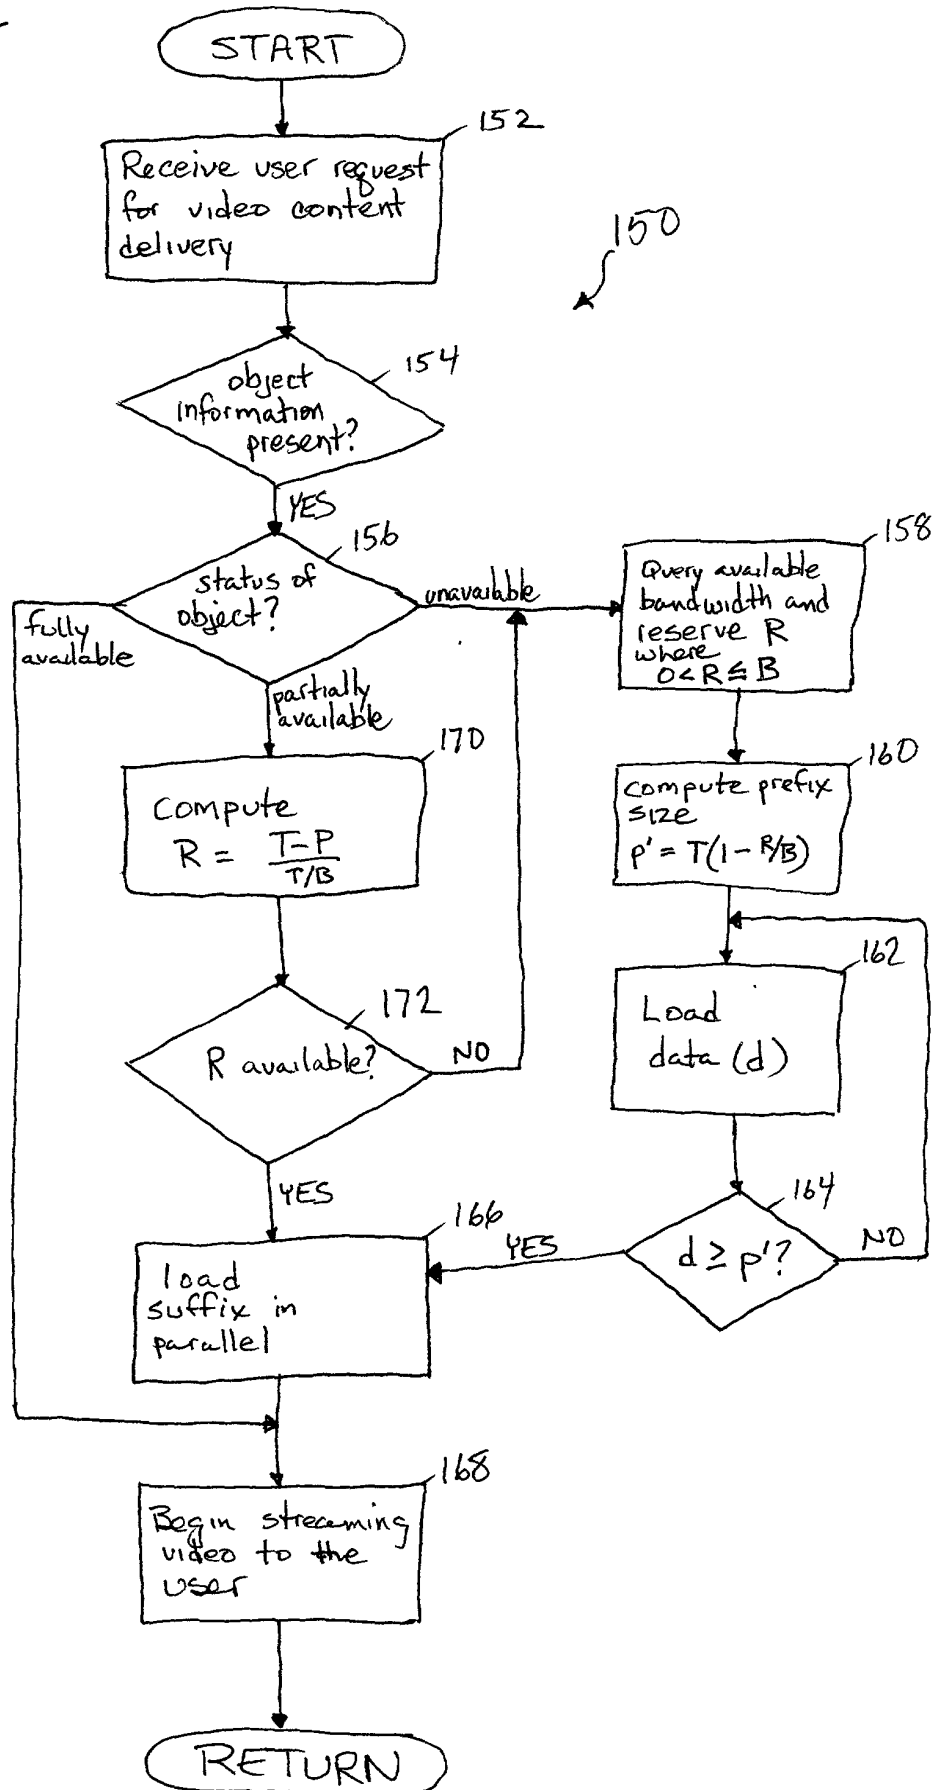 START
152
Receive user request
for video content
delivery
150
154
object
information
present?
YES
156
status of
object?
unavailable
fully
available
partially
available
158
Query available
bandwidth and
reserve R
where
0 < R ≤ B
170
Compute
R = T-P
T/B
160
compute prefix
size
p' = T(1 - R/B)
162
Load
data (d)
172
R available?
NO
YES
164
d ≥ p'?
NO
YES
166
load
suffix in
parallel
168
Begin streaming
video to the
user
RETURN